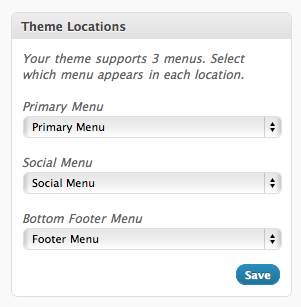 Theme Locations
Your theme supports 3 menus. Select
which menu appears in each location.
Primary Menu
Primary Menu
Social Menu
Social Menu
Bottom Footer Menu
Footer Menu
Save